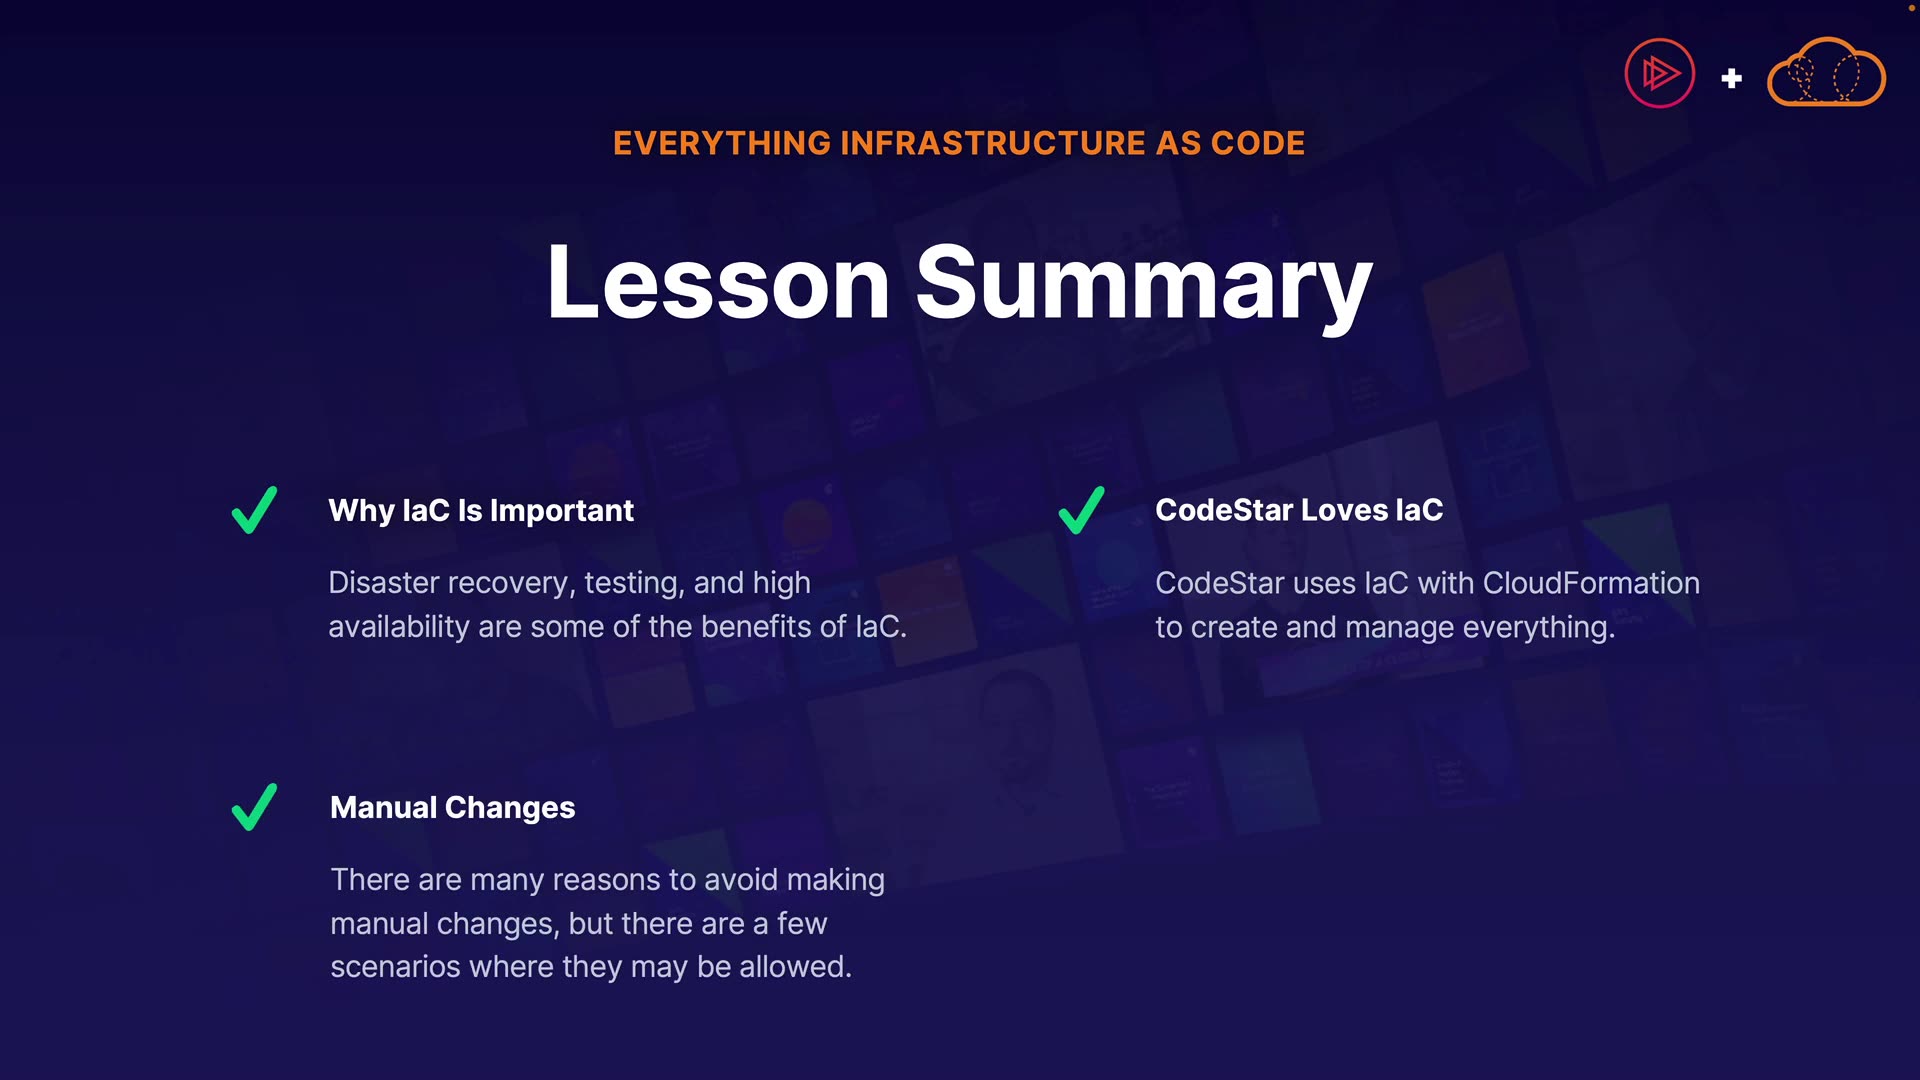 EVERYTHING INFRASTRUCTURE AS CODE
Lesson Summary
Why IaC Is Important
Disaster recovery, testing, and high
availability are some of the benefits of IaC.
CodeStar Loves IaC
CodeStar uses IaC with CloudFormation
to create and manage everything.
Manual Changes
There are many reasons to avoid making
manual changes, but there are a few
scenarios where they may be allowed.